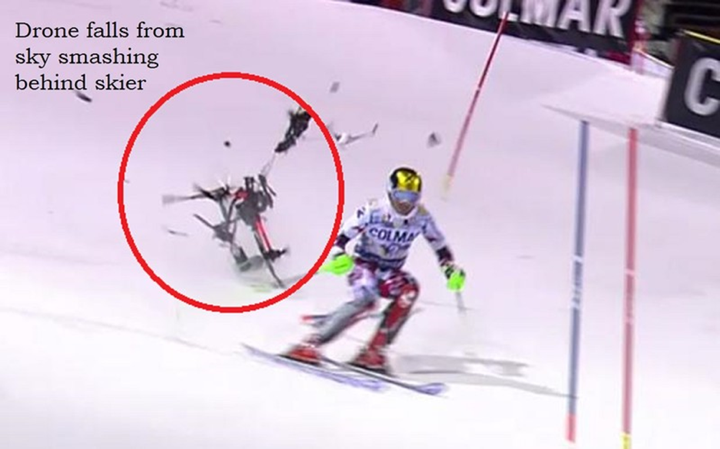 Drone falls from
sky smashing
behind skier
COLMAR
C
COLMAR